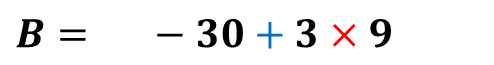 B = − 30 + 3 × 9